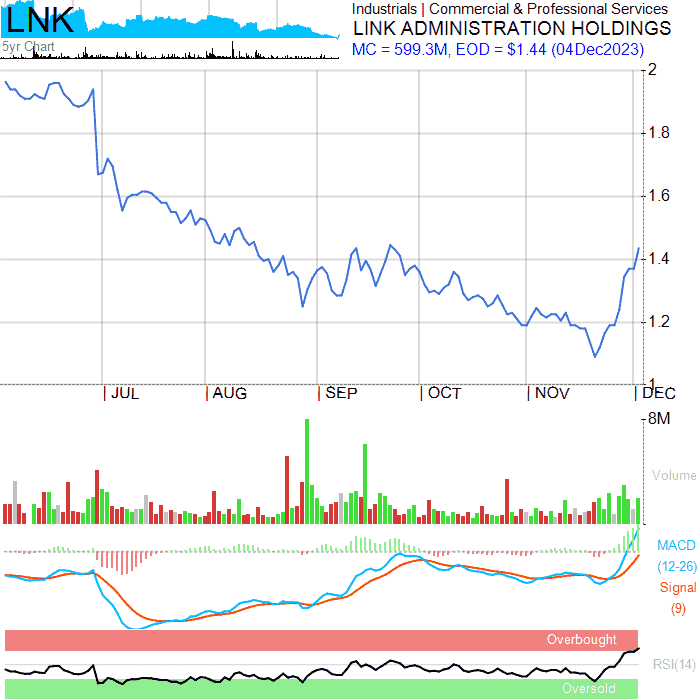 LNK
5yr Chart
Industrials | Commercial & Professional Services
LINK ADMINISTRATION HOLDINGS
MC = 599.3M, EOD = $1.44 (04Dec2023)
2
1.8
1.6
1.4
1.2
1
JUL AUG SEP OCT NOV DEC
8M
Volume
MACD
(12-26)
Signal
(9)
Overbought
RSI(14)
Oversold